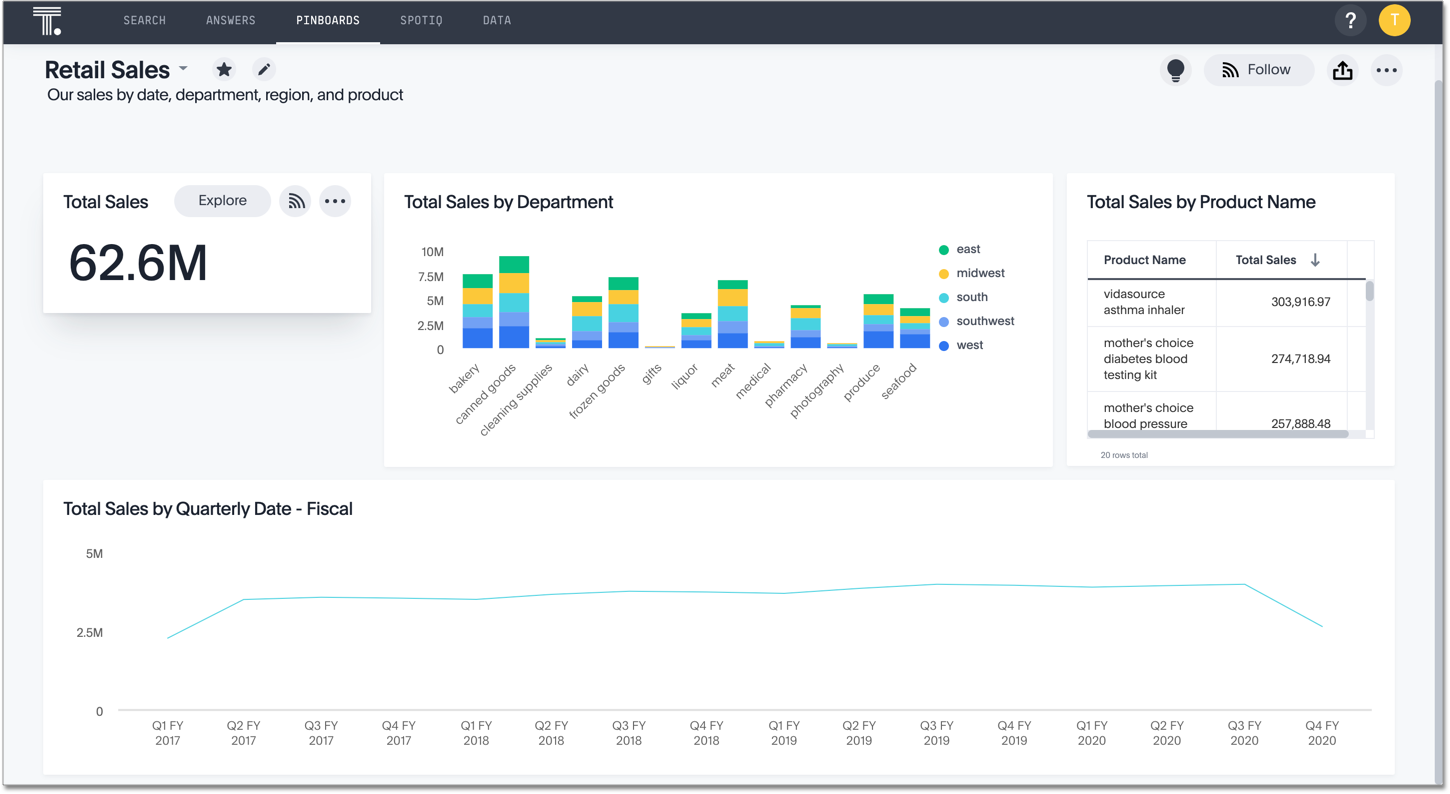 SEARCH ANSWERS PINBOARDS SPOTIQ DATA ? T
Retail Sales Follow
Our sales by date, department, region, and product
Total Sales Explore
62.6M
Total Sales by Department
10M
7.5M
5M
2.5M
0
bakery
canned goods
cleaning supplies
dairy
frozen goods
gifts
liquor
meat
medical
pharmacy
photography
produce
seafood
east
midwest
south
southwest
west
Total Sales by Product Name
Product Name Total Sales
vidasource
asthma inhaler 303,916.97
mother's choice
diabetes blood 274,718.94
testing kit
mother's choice
blood pressure 257,888.48
20 rows total
Total Sales by Quarterly Date - Fiscal
5M
2.5M
0
Q1 FY Q2 FY Q3 FY Q4 FY Q1 FY Q2 FY Q3 FY Q4 FY Q1 FY Q2 FY Q3 FY Q4 FY Q1 FY Q2 FY Q3 FY Q4 FY
2017 2017 2017 2017 2018 2018 2018 2018 2019 2019 2019 2019 2020 2020 2020 2020